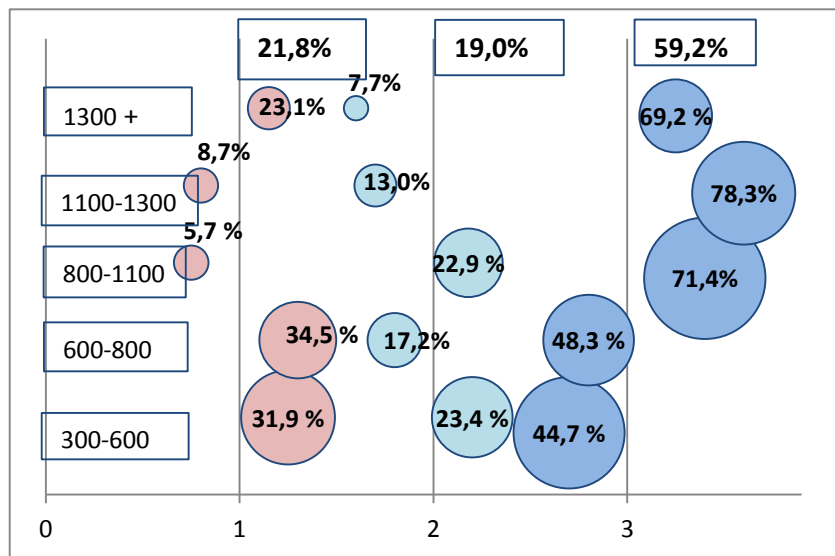 21,8% 19,0% 59,2%
7,7%
1300 + 23,1% 69,2 %
8,7%
1100-1300 13,0% 78,3%
5,7 %
800-1100 22,9 % 71,4%
600-800 34,5 % 17,2% 48,3 %
300-600 31,9 % 23,4 % 44,7 %
0 1 2 3